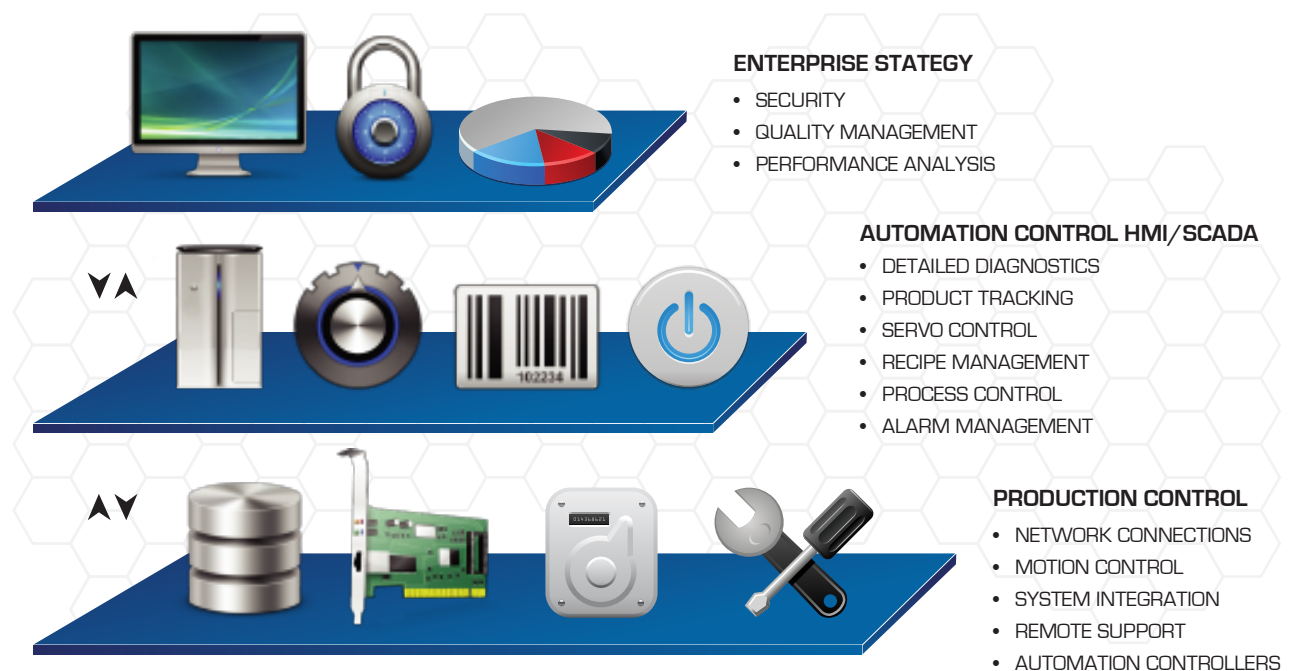 ENTERPRISE STATEGY
• SECURITY
• QUALITY MANAGEMENT
• PERFORMANCE ANALYSIS
AUTOMATION CONTROL HMI/SCADA
• DETAILED DIAGNOSTICS
• PRODUCT TRACKING
• SERVO CONTROL
• RECIPE MANAGEMENT
• PROCESS CONTROL
• ALARM MANAGEMENT
102234
PRODUCTION CONTROL
• NETWORK CONNECTIONS
• MOTION CONTROL
• SYSTEM INTEGRATION
• REMOTE SUPPORT
• AUTOMATION CONTROLLERS